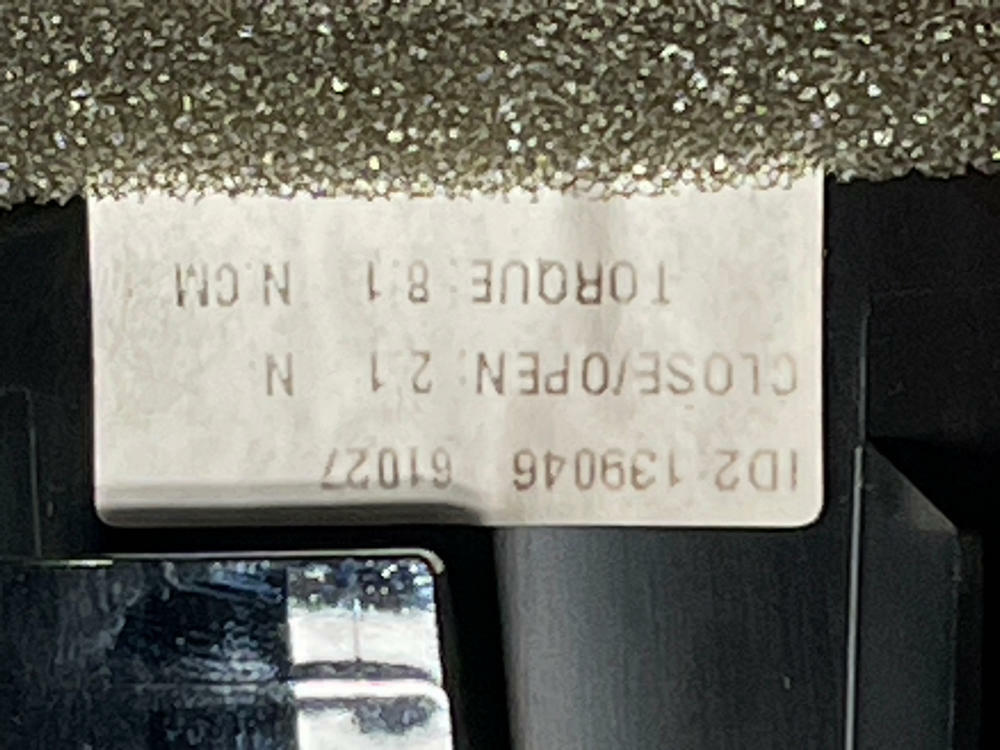 ID2:139046 61027
CLOSE/OPEN: 2.1 N
TORQUE: 8.1 N.CM